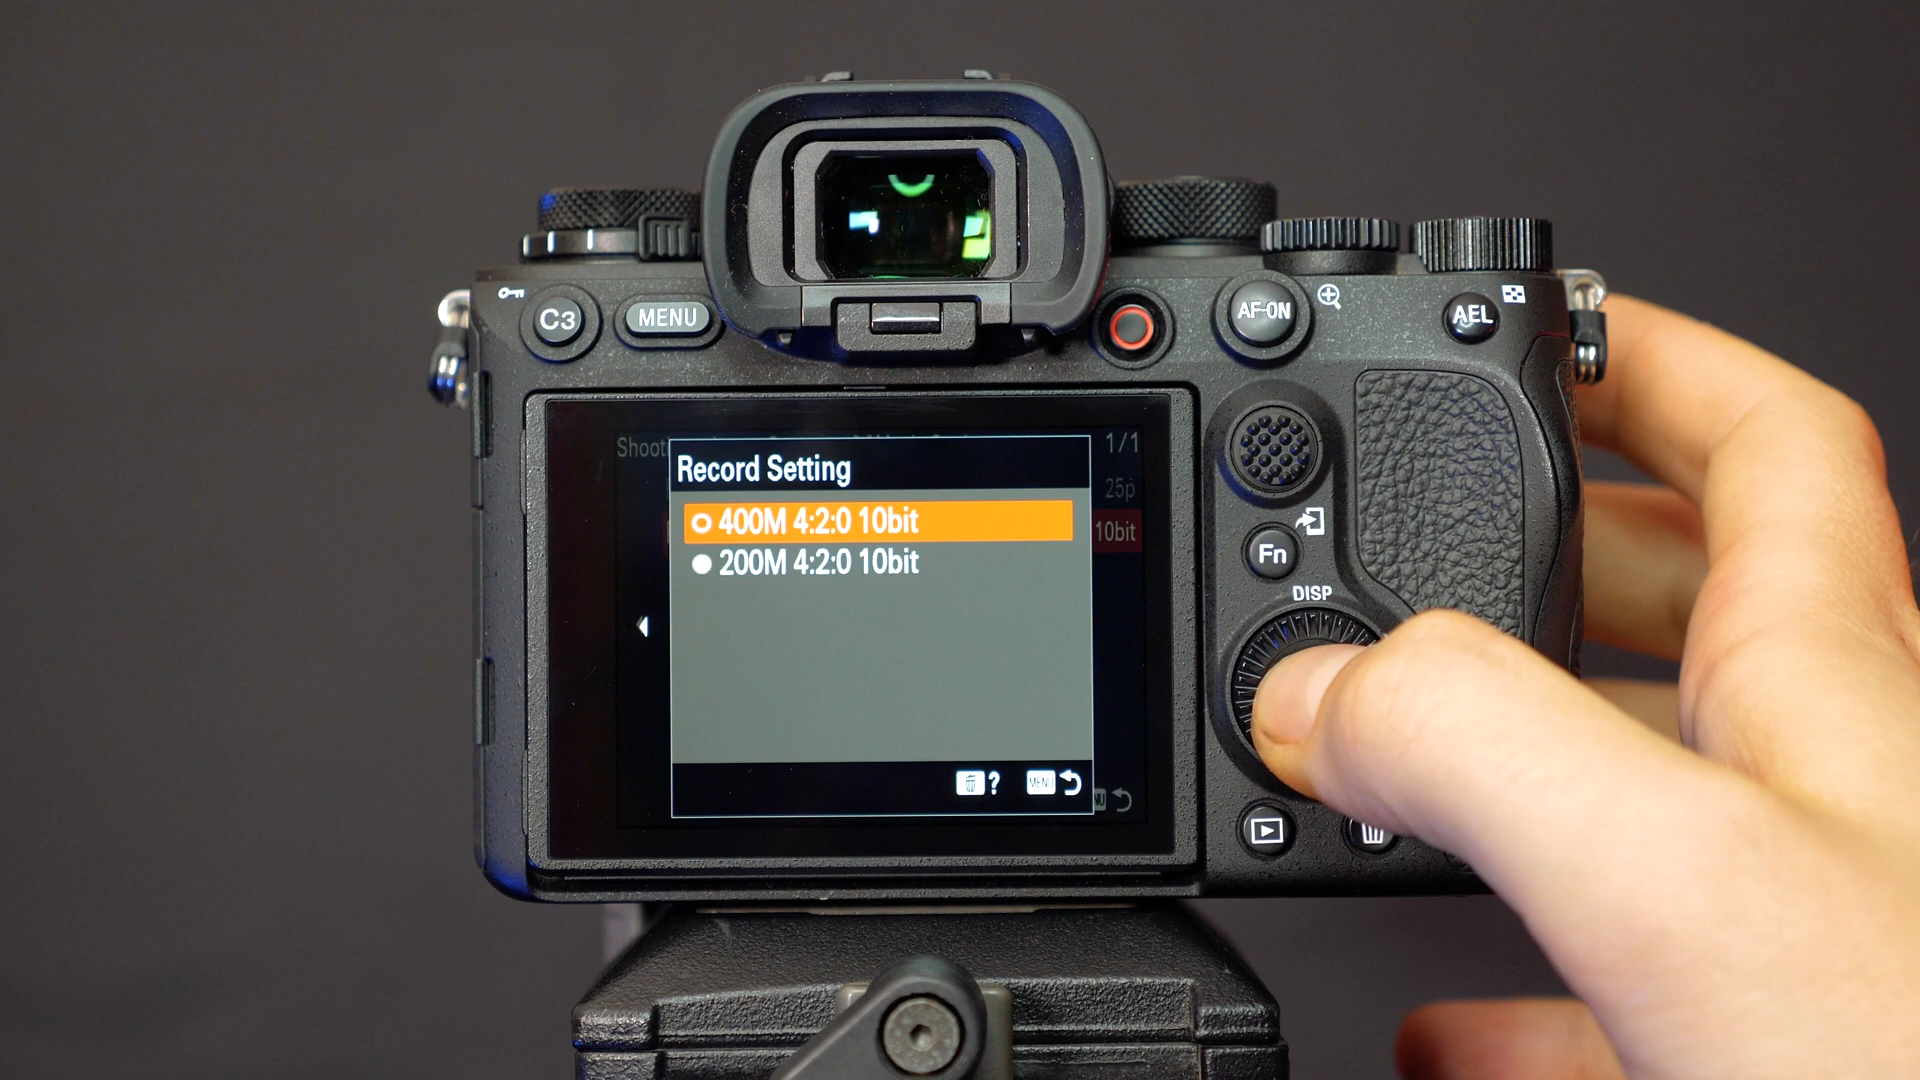 C3
MENU
AF-ON
AEL
1/1
Record Setting
25p
400M 4:2:0 10bit
10bit
200M 4:2:0 10bit
Fn
DISP
?
MENU